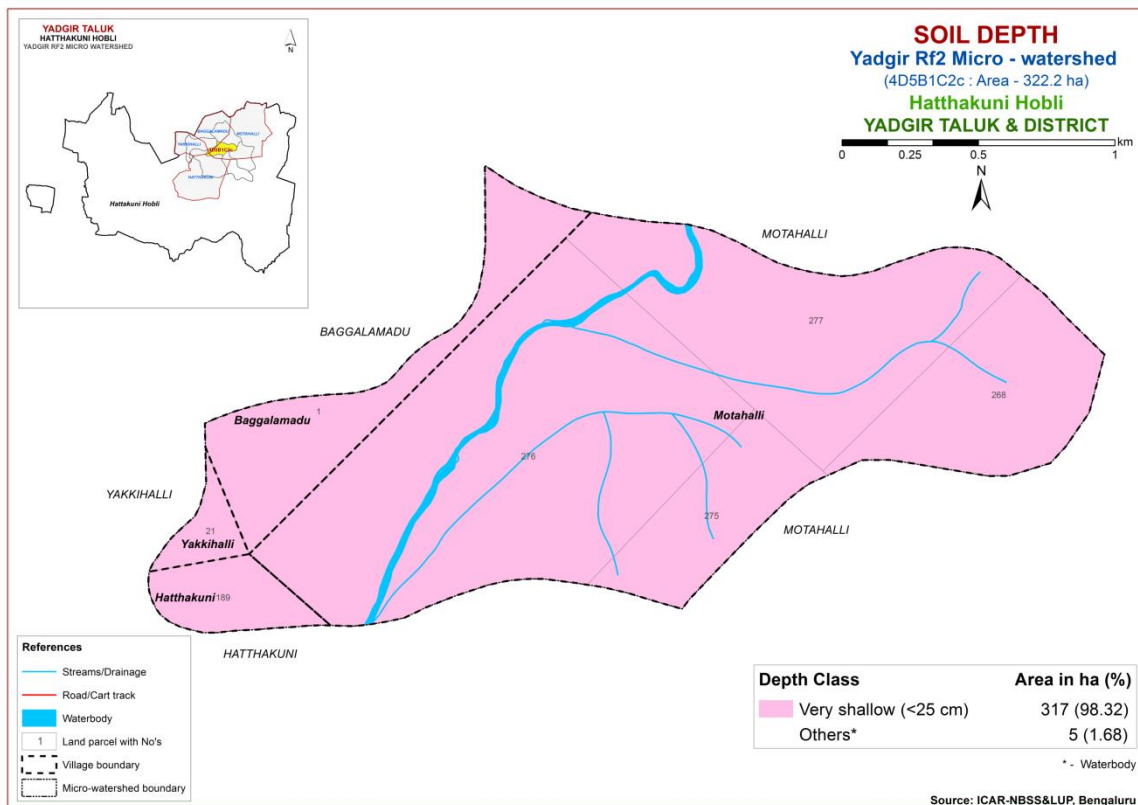 YADGIR TALUK
HATTHAKUNI HOBLI
YADGIR RF2 MICRO WATERSHED
N
BAGGALAMADU
MOTAHALLI
HATTHAKUNI
Hattakuni Hobli
SOIL DEPTH
Yadgir Rf2 Micro - watershed
(4D5B1C2c : Area - 322.2 ha)
Hatthakuni Hobli
YADGIR TALUK & DISTRICT
km
0 0.25 0.5 1
N
MOTAHALLI
BAGGALAMADU
277
268
1
Baggalamadu
Motahalli
276
YAKKIHALLI
275
MOTAHALLI
21
Yakkihalli
Hatthakuni 189
HATTHAKUNI
References
Streams/Drainage
Road/Cart track
Waterbody
1 Land parcel with No's
Village boundary
Micro-watershed boundary
Depth Class Area in ha (%)
Very shallow (<25 cm) 317 (98.32)
Others* 5 (1.68)
* - Waterbody
Source: ICAR-NBSS&LUP, Bengaluru